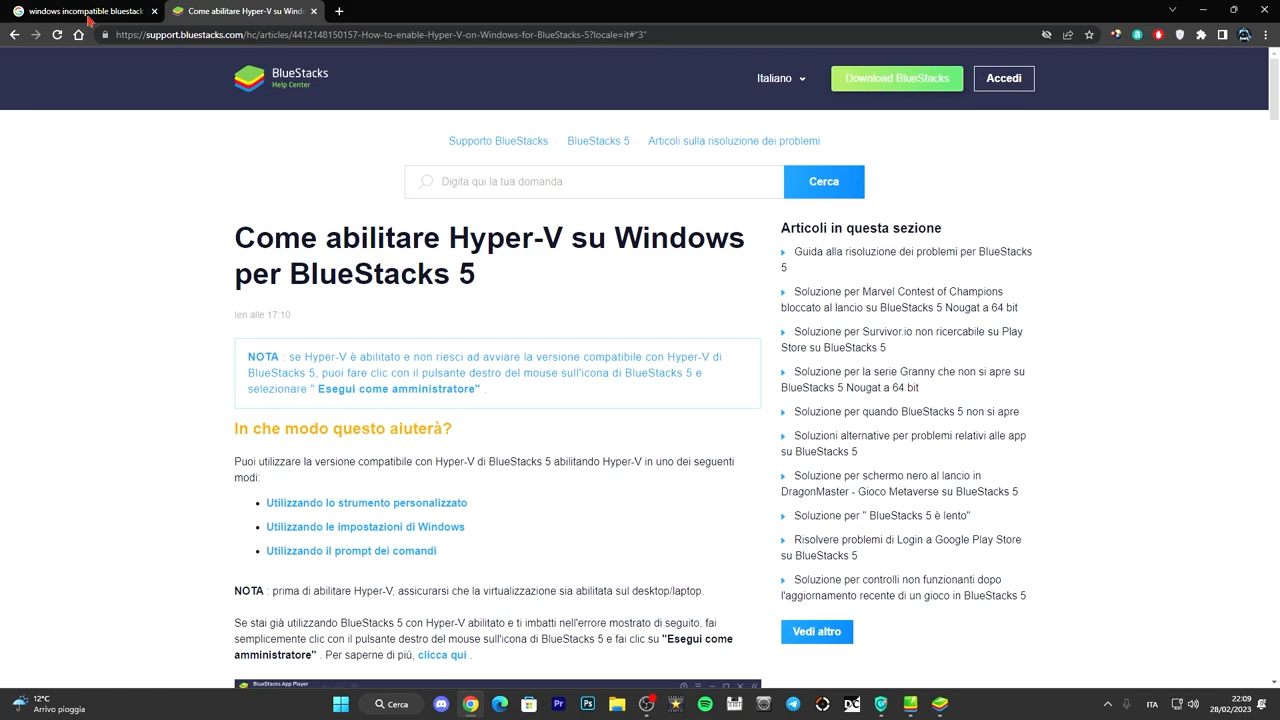 windows incompatible bluestack
Come abilitare Hyper-V su Windo
https://support.bluestacks.com/hc/articles/4412148150157-How-to-enable-Hyper-V-on-Windows-for-BlueStacks-5?locale=it#"3"
BlueStacks
Help Center
Italiano
Download BlueStacks
Accedi
Supporto BlueStacks
BlueStacks 5
Articoli sulla risoluzione dei problemi
Digita qui la tua domanda
Cerca
Come abilitare Hyper-V su Windows
per BlueStacks 5
Ieri alle 17:10
NOTA : se Hyper-V è abilitato e non riesci ad avviare la versione compatibile con Hyper-V di
BlueStacks 5, puoi fare clic con il pulsante destro del mouse sull'icona di BlueStacks 5 e
selezionare " Esegui come amministratore" .
In che modo questo aiuterà?
Puoi utilizzare la versione compatibile con Hyper-V di BlueStacks 5 abilitando Hyper-V in uno dei seguenti
modi:
Utilizzando lo strumento personalizzato
Utilizzando le impostazioni di Windows
Utilizzando il prompt dei comandi
NOTA : prima di abilitare Hyper-V, assicurarsi che la virtualizzazione sia abilitata sul desktop/laptop.
Se stai già utilizzando BlueStacks 5 con Hyper-V abilitato e ti imbatti nell'errore mostrato di seguito, fai
semplicemente clic con il pulsante destro del mouse sull'icona di BlueStacks 5 e fai clic su "Esegui come
amministratore" . Per saperne di più, clicca qui .
BlueStacks App Player
Articoli in questa sezione
Guida alla risoluzione dei problemi per BlueStacks
5
Soluzione per Marvel Contest of Champions
bloccato al lancio su BlueStacks 5 Nougat a 64 bit
Soluzione per Survivor.io non ricercabile su Play
Store su BlueStacks 5
Soluzione per la serie Granny che non si apre su
BlueStacks 5 Nougat a 64 bit
Soluzione per quando BlueStacks 5 non si apre
Soluzioni alternative per problemi relativi alle app
su BlueStacks 5
Soluzione per schermo nero al lancio in
DragonMaster - Gioco Metaverse su BlueStacks 5
Soluzione per " BlueStacks 5 è lento"
Risolvere problemi di Login a Google Play Store
su BlueStacks 5
Soluzione per controlli non funzionanti dopo
l'aggiornamento recente di un gioco in BlueStacks 5
Vedi altro
12°C
Arrivo pioggia
Cerca
ITA
22:09
28/02/2023